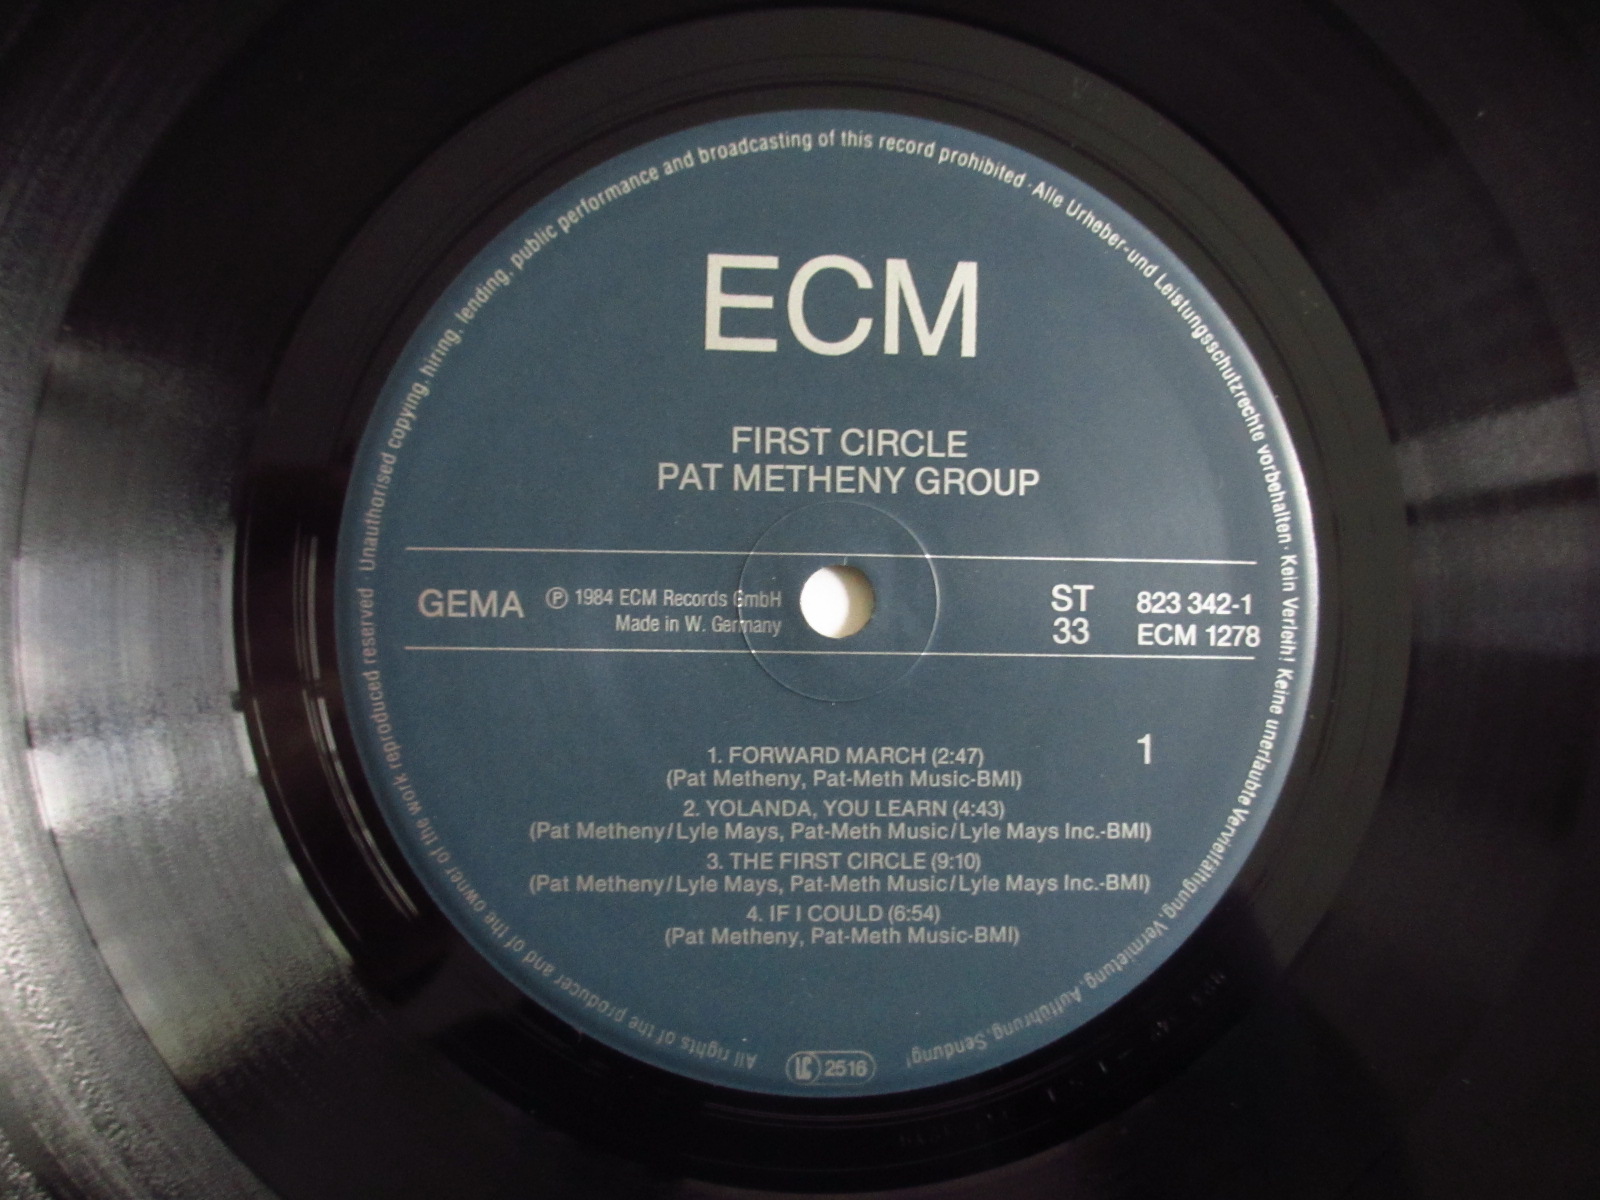 All rights of the producer and of the owner of the work reproduced reserved · Unauthorised copying, hiring, lending, public performance and broadcasting of this record prohibited · Alle Urheber-und Leistungsschutzrechte vorbehalten · Kein Verleih! Keine unerlaubte Vervielfältigung, Vermietung, Aufführung, Sendung!
ECM
FIRST CIRCLE
PAT METHENY GROUP
GEMA
℗ 1984 ECM Records GmbH
Made in W. Germany
ST
33
823 342-1
ECM 1278
1
1. FORWARD MARCH (2:47)
(Pat Metheny, Pat-Meth Music-BMI)
2. YOLANDA, YOU LEARN (4:43)
(Pat Metheny/Lyle Mays, Pat-Meth Music/Lyle Mays Inc.-BMI)
3. THE FIRST CIRCLE (9:10)
(Pat Metheny/Lyle Mays, Pat-Meth Music/Lyle Mays Inc.-BMI)
4. IF I COULD (6:54)
(Pat Metheny, Pat-Meth Music-BMI)
LC 2516